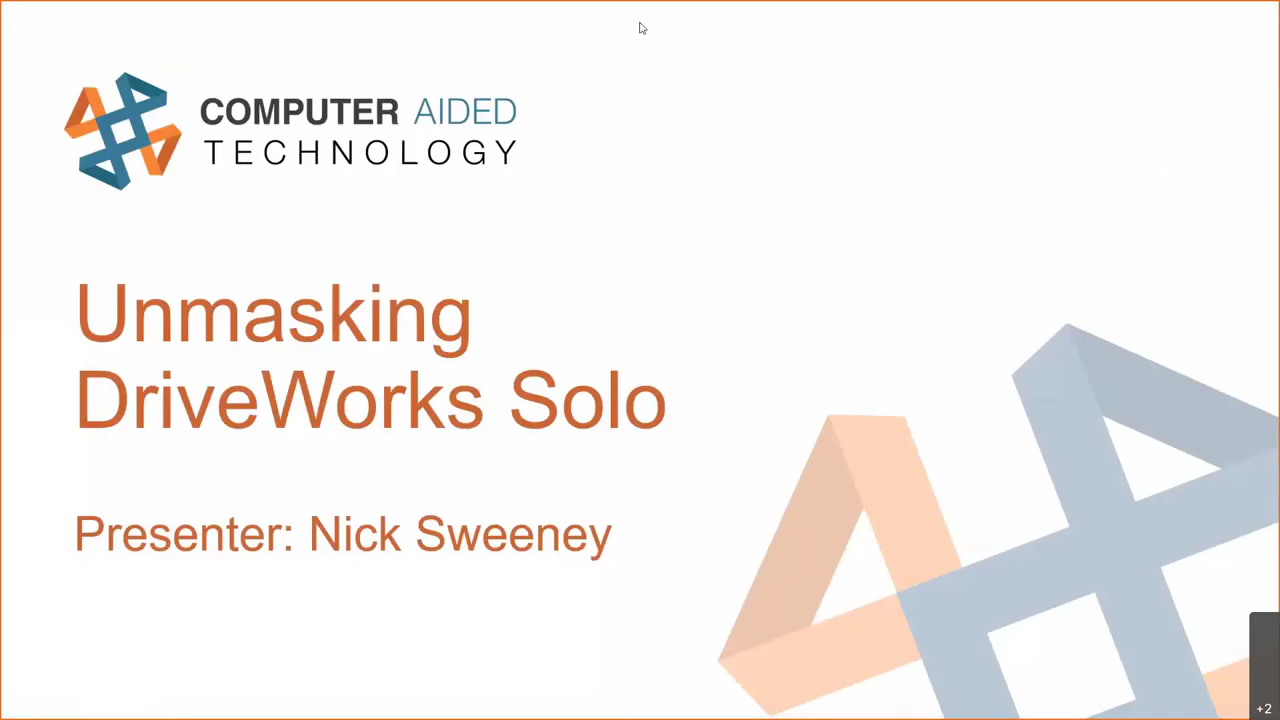 COMPUTER AIDED
TECHNOLOGY
Unmasking
DriveWorks Solo
Presenter: Nick Sweeney
+2